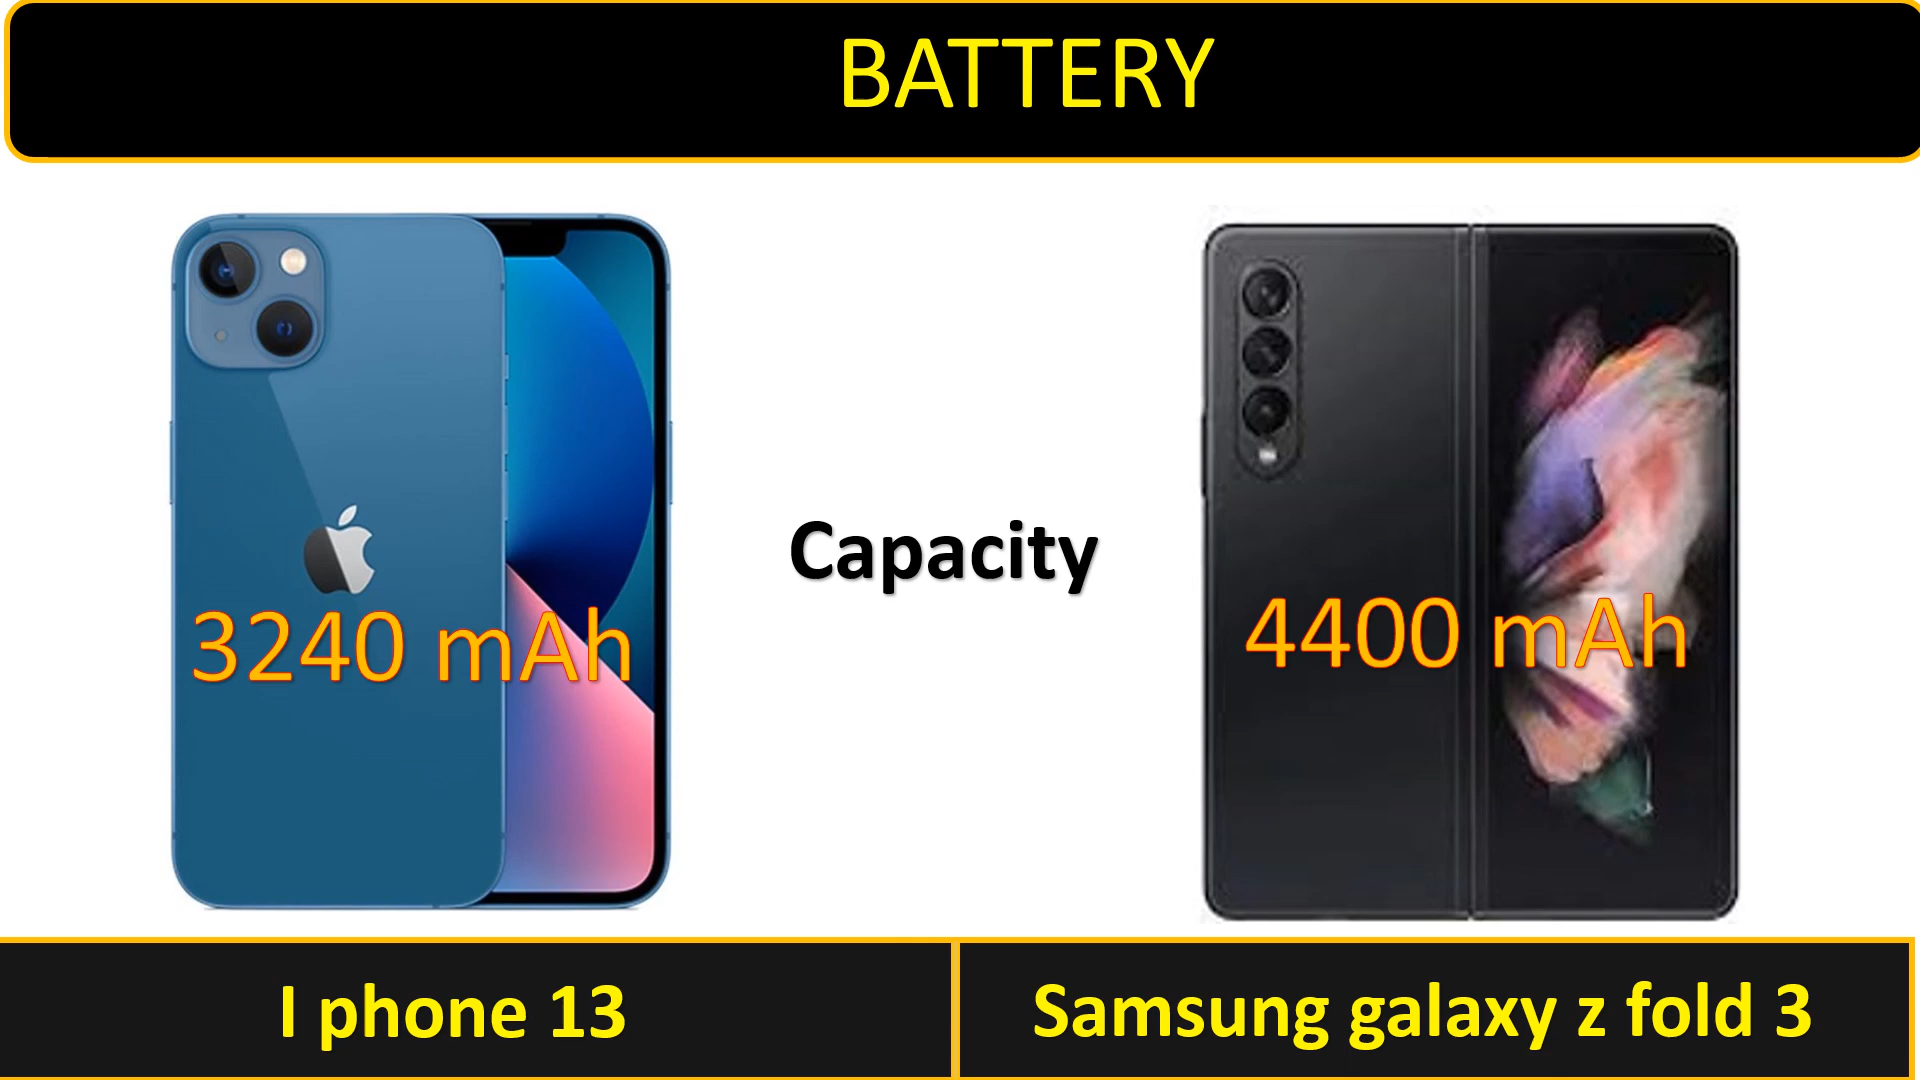 BATTERY
Capacity
3240 mAh
4400 mAh
I phone 13
Samsung galaxy z fold 3